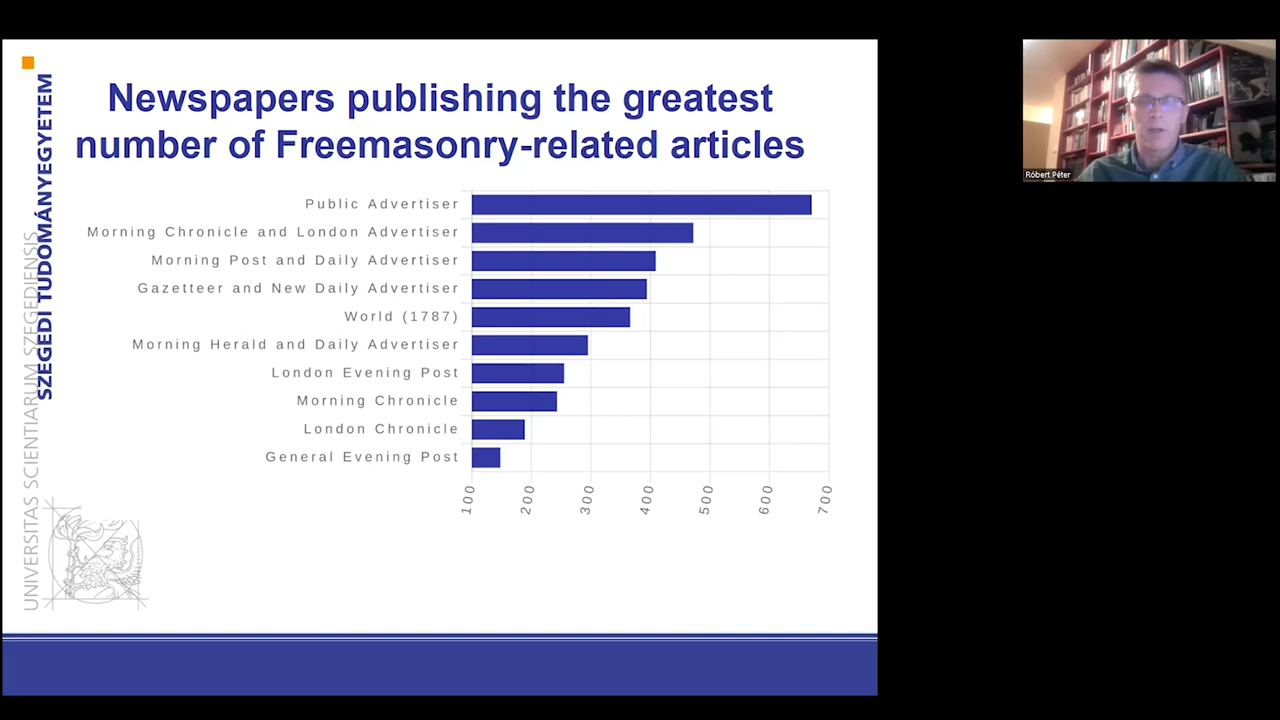 Newspapers publishing the greatest
number of Freemasonry-related articles
SZEGEDI TUDOMÁNYEGYETEM
UNIVERSITAS SCIENTIARUM SZEGEDIENSIS
Public Advertiser
Morning Chronicle and London Advertiser
Morning Post and Daily Advertiser
Gazetteer and New Daily Advertiser
World (1787)
Morning Herald and Daily Advertiser
London Evening Post
Morning Chronicle
London Chronicle
General Evening Post
100 200 300 400 500 600 700
Róbert Péter